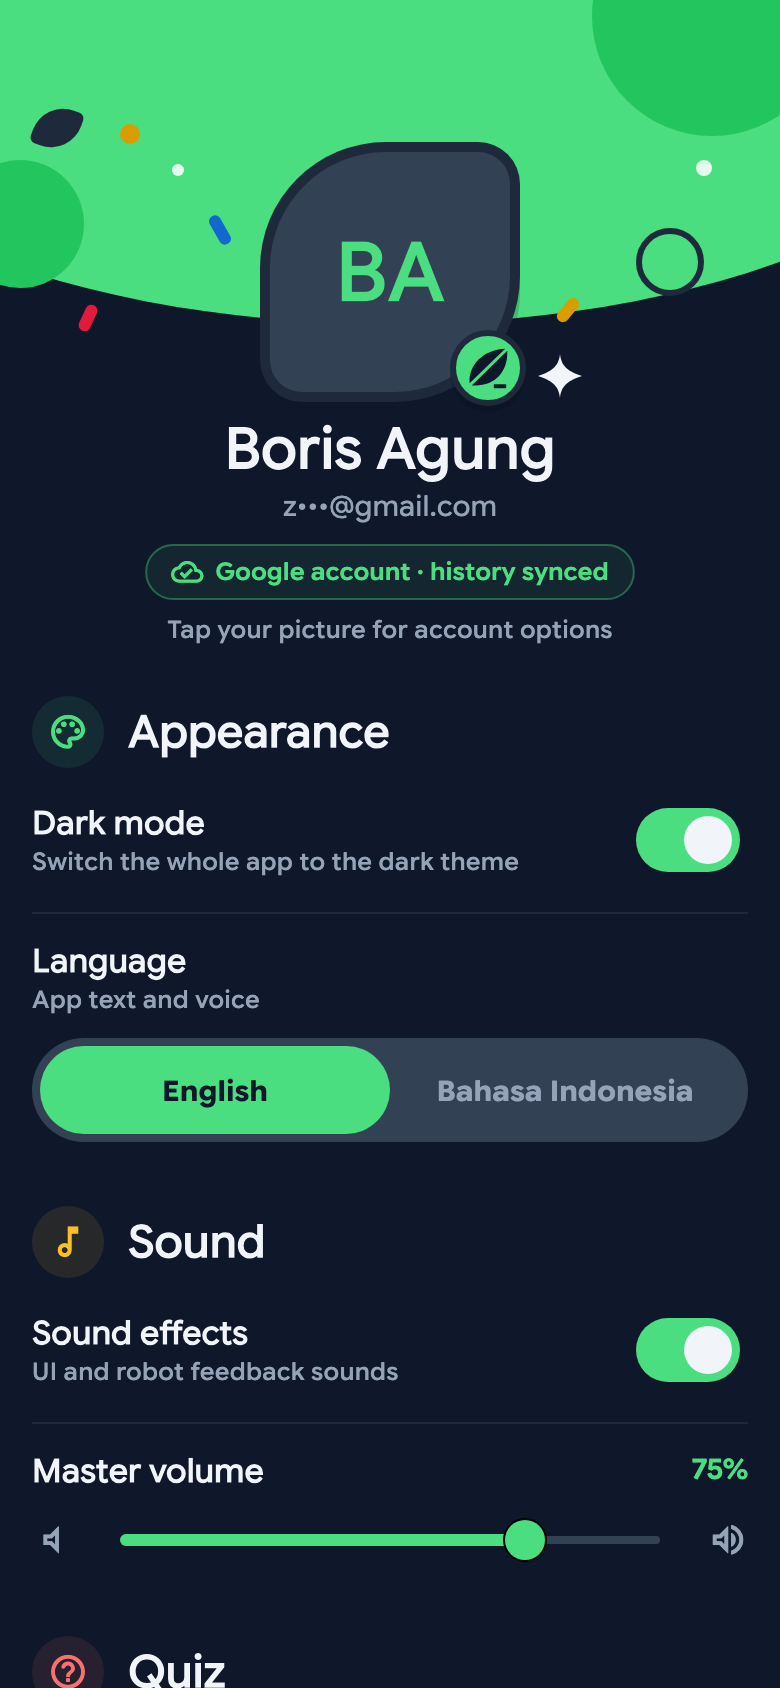 BA
Boris Agung
z•••@gmail.com
Google account · history synced
Tap your picture for account options
Appearance
Dark mode
Switch the whole app to the dark theme
Language
App text and voice
English
Bahasa Indonesia
Sound
Sound effects
UI and robot feedback sounds
Master volume
75%
Quiz